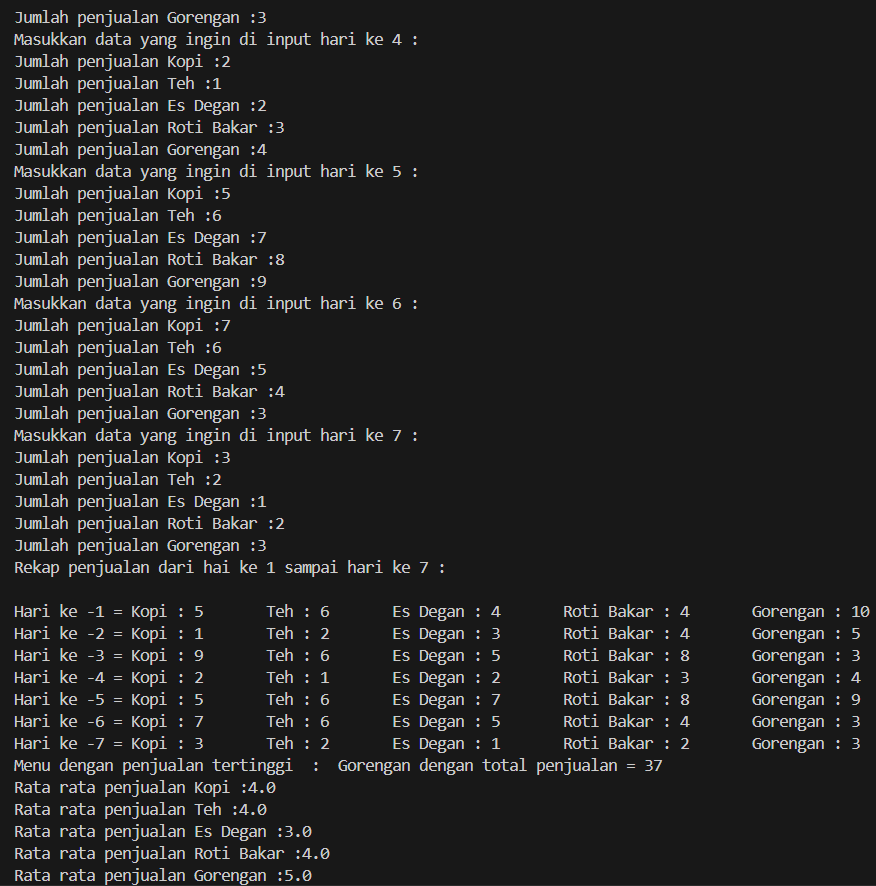 Jumlah penjualan Gorengan :3
Masukkan data yang ingin di input hari ke 4 :
Jumlah penjualan Kopi :2
Jumlah penjualan Teh :1
Jumlah penjualan Es Degan :2
Jumlah penjualan Roti Bakar :3
Jumlah penjualan Gorengan :4
Masukkan data yang ingin di input hari ke 5 :
Jumlah penjualan Kopi :5
Jumlah penjualan Teh :6
Jumlah penjualan Es Degan :7
Jumlah penjualan Roti Bakar :8
Jumlah penjualan Gorengan :9
Masukkan data yang ingin di input hari ke 6 :
Jumlah penjualan Kopi :7
Jumlah penjualan Teh :6
Jumlah penjualan Es Degan :5
Jumlah penjualan Roti Bakar :4
Jumlah penjualan Gorengan :3
Masukkan data yang ingin di input hari ke 7 :
Jumlah penjualan Kopi :3
Jumlah penjualan Teh :2
Jumlah penjualan Es Degan :1
Jumlah penjualan Roti Bakar :2
Jumlah penjualan Gorengan :3
Rekap penjualan dari hai ke 1 sampai hari ke 7 :
Hari ke -1 = Kopi : 5 Teh : 6 Es Degan : 4 Roti Bakar : 4 Gorengan : 10
Hari ke -2 = Kopi : 1 Teh : 2 Es Degan : 3 Roti Bakar : 4 Gorengan : 5
Hari ke -3 = Kopi : 9 Teh : 6 Es Degan : 5 Roti Bakar : 8 Gorengan : 3
Hari ke -4 = Kopi : 2 Teh : 1 Es Degan : 2 Roti Bakar : 3 Gorengan : 4
Hari ke -5 = Kopi : 5 Teh : 6 Es Degan : 7 Roti Bakar : 8 Gorengan : 9
Hari ke -6 = Kopi : 7 Teh : 6 Es Degan : 5 Roti Bakar : 4 Gorengan : 3
Hari ke -7 = Kopi : 3 Teh : 2 Es Degan : 1 Roti Bakar : 2 Gorengan : 3
Menu dengan penjualan tertinggi : Gorengan dengan total penjualan = 37
Rata rata penjualan Kopi :4.0
Rata rata penjualan Teh :4.0
Rata rata penjualan Es Degan :3.0
Rata rata penjualan Roti Bakar :4.0
Rata rata penjualan Gorengan :5.0